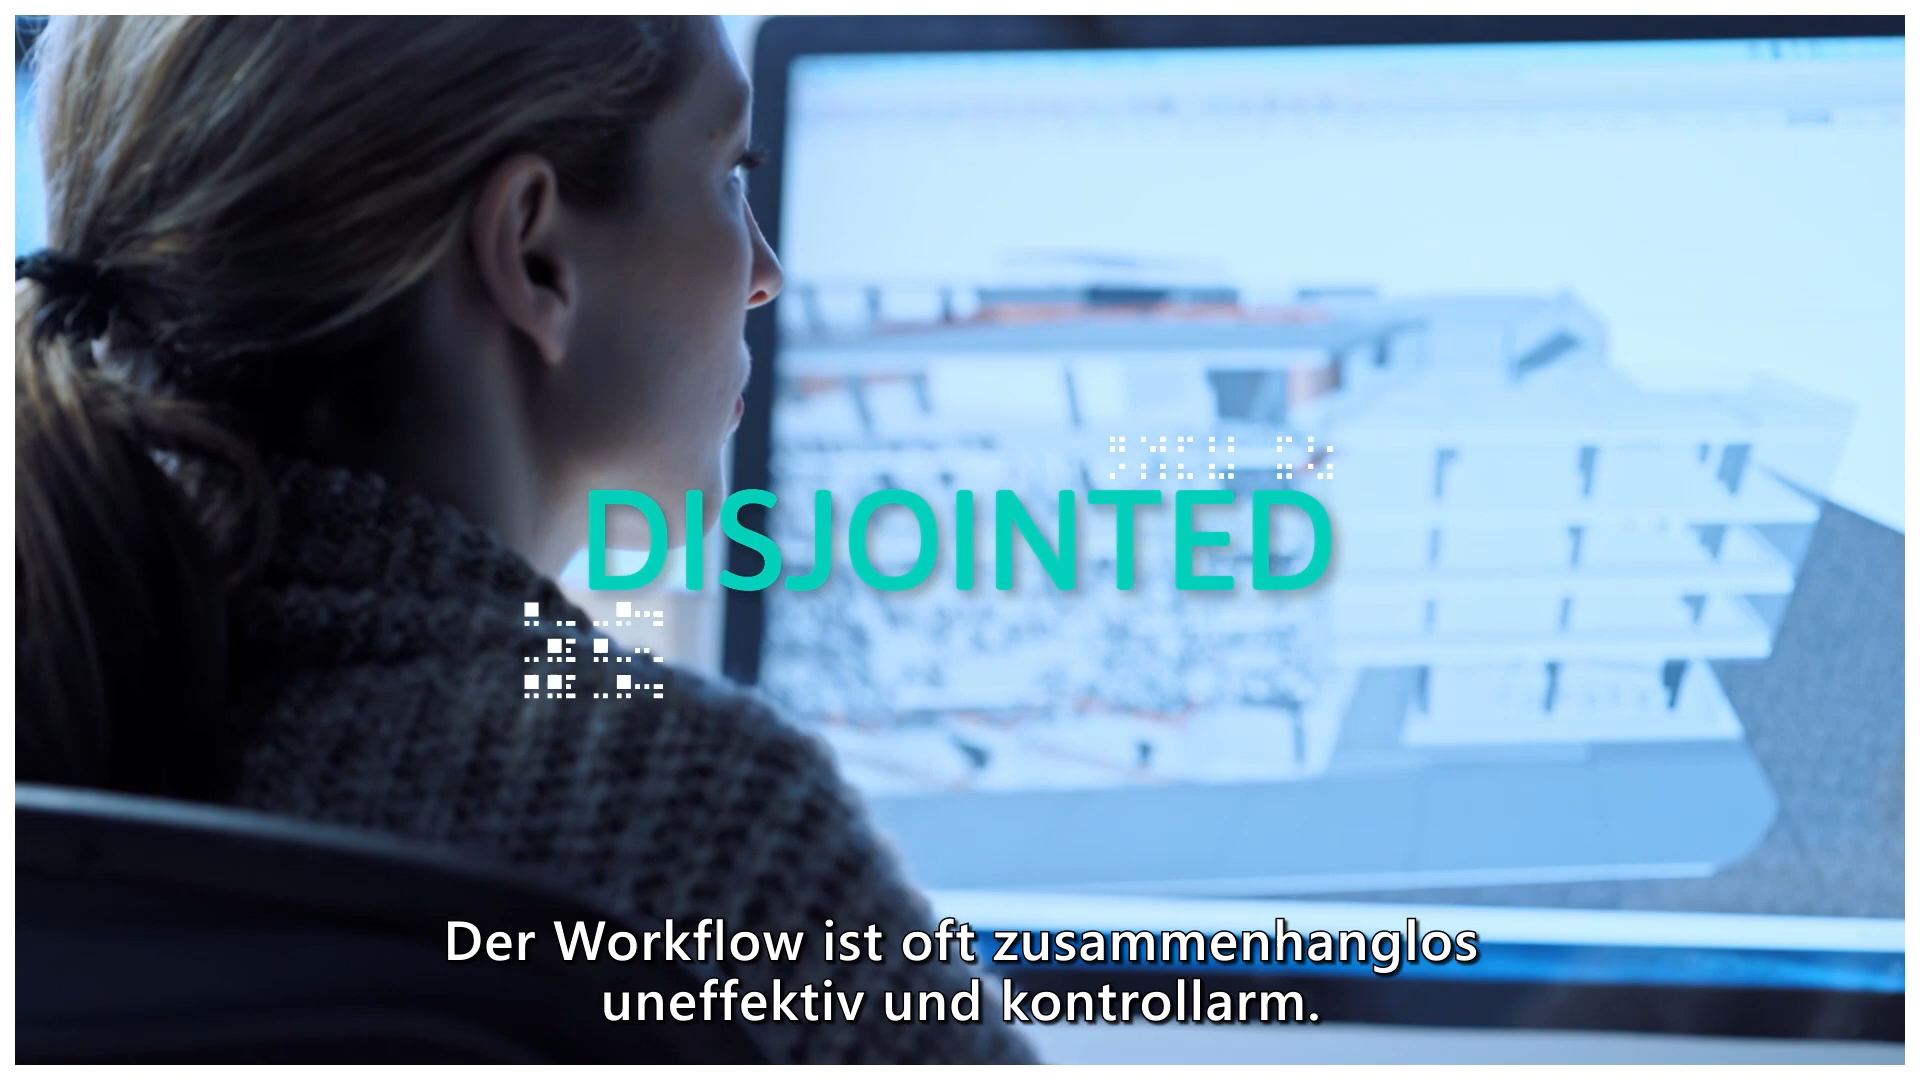 DISJOINTED
Der Workflow ist oft zusammenhanglos
uneffektiv und kontrollarm.